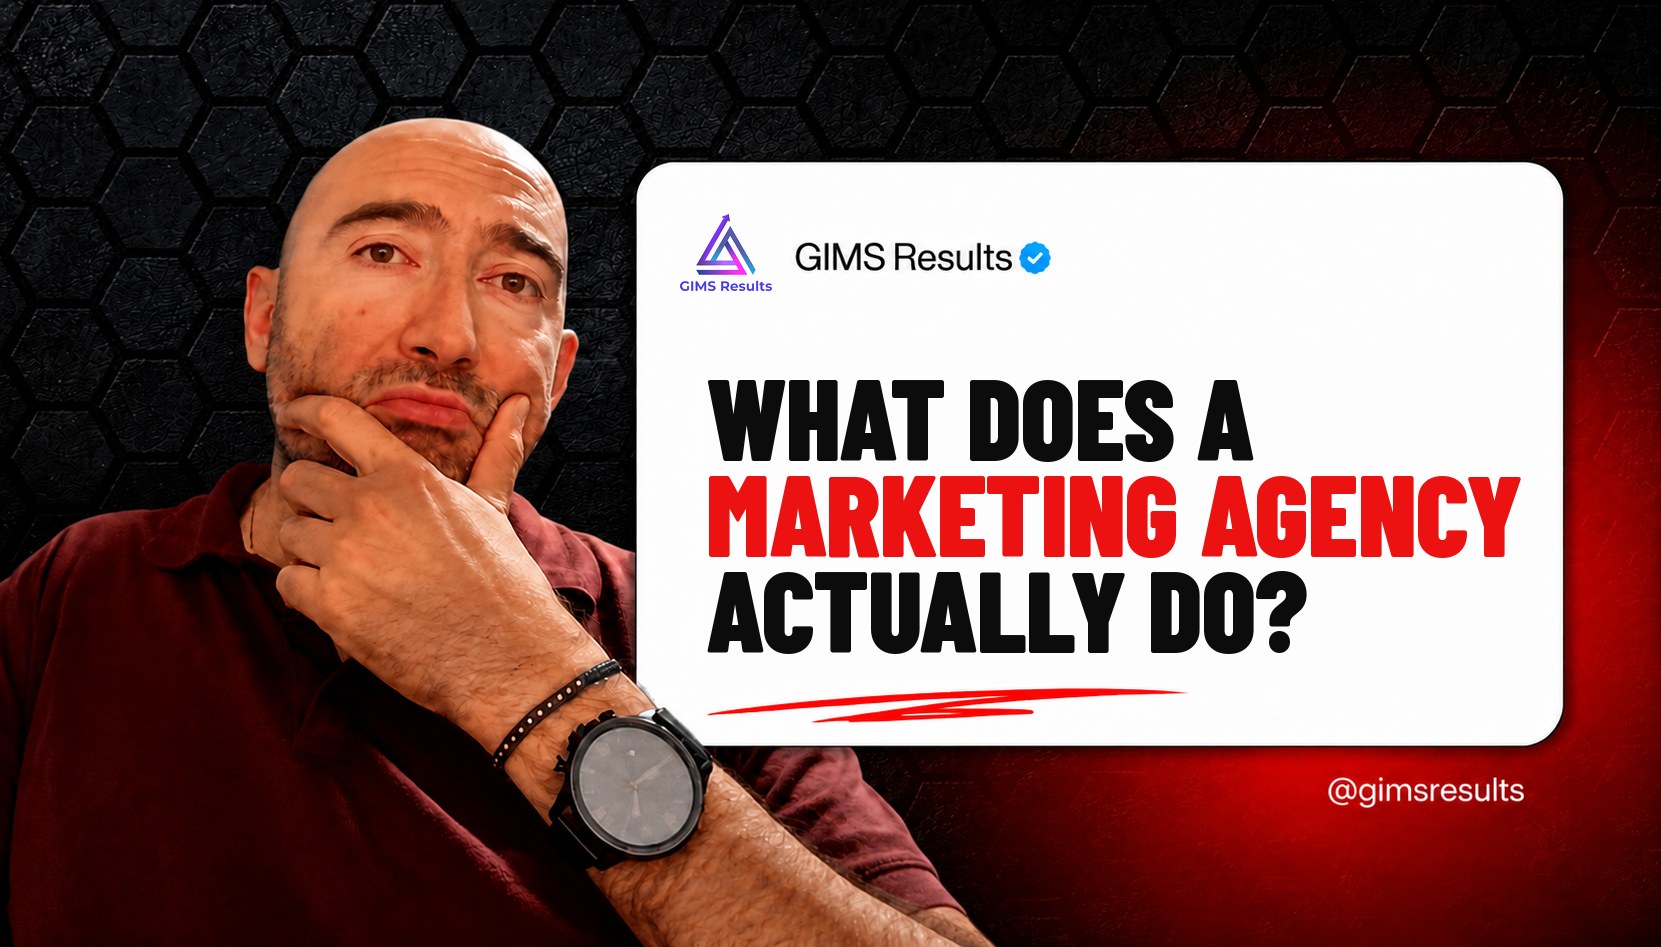 GIMS Results
GIMS Results
WHAT DOES A
MARKETING AGENCY
ACTUALLY DO?
@gimsresults